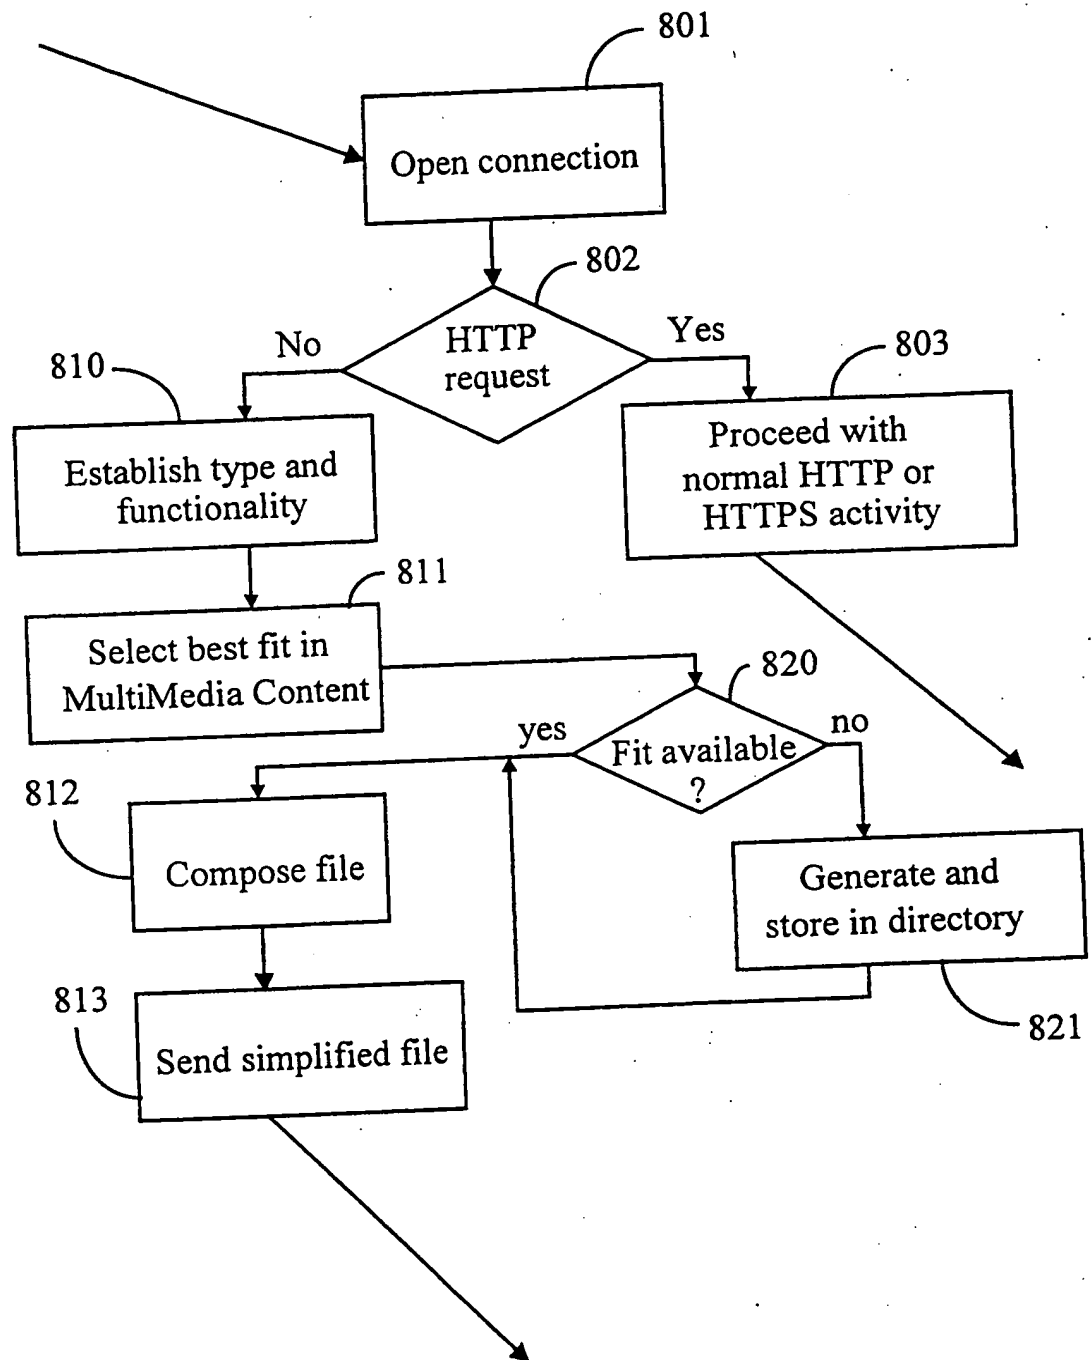 801
Open connection
802
HTTP
request
No
Yes
810
803
Establish type and
functionality
Proceed with
normal HTTP or
HTTPS activity
811
Select best fit in
MultiMedia Content
820
yes
no
Fit available
?
812
Compose file
Generate and
store in directory
813
821
Send simplified file